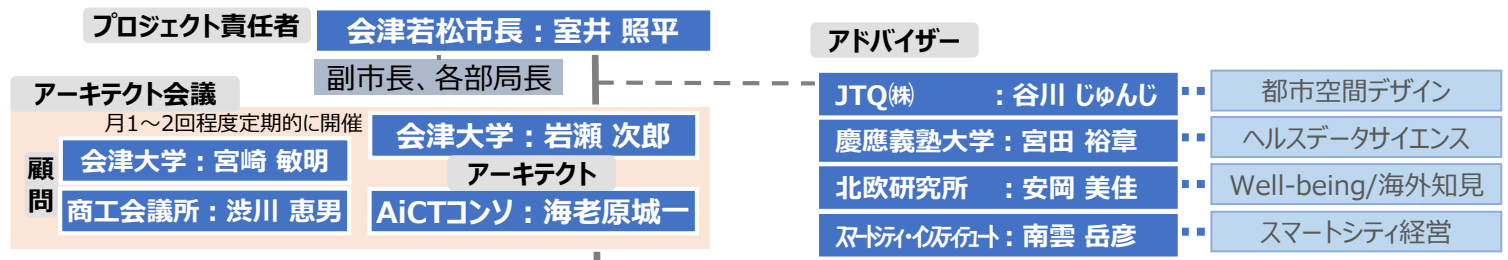 プロジェクト責任者
会津若松市長：室井 照平
副市長、各部局長
アーキテクト会議
月1～2回程度定期的に開催
顧問
会津大学：宮崎 敏明
商工会議所：渋川 恵男
会津大学：岩瀬 次郎
アーキテクト
AiCTコンソ：海老原城一
アドバイザー
JTQ㈱　：谷川 じゅんじ
都市空間デザイン
慶應義塾大学：宮田 裕章
ヘルスデータサイエンス
北欧研究所　：安岡 美佳
Well-being/海外知見
スマートシティ・インスティテュート：南雲 岳彦
スマートシティ経営